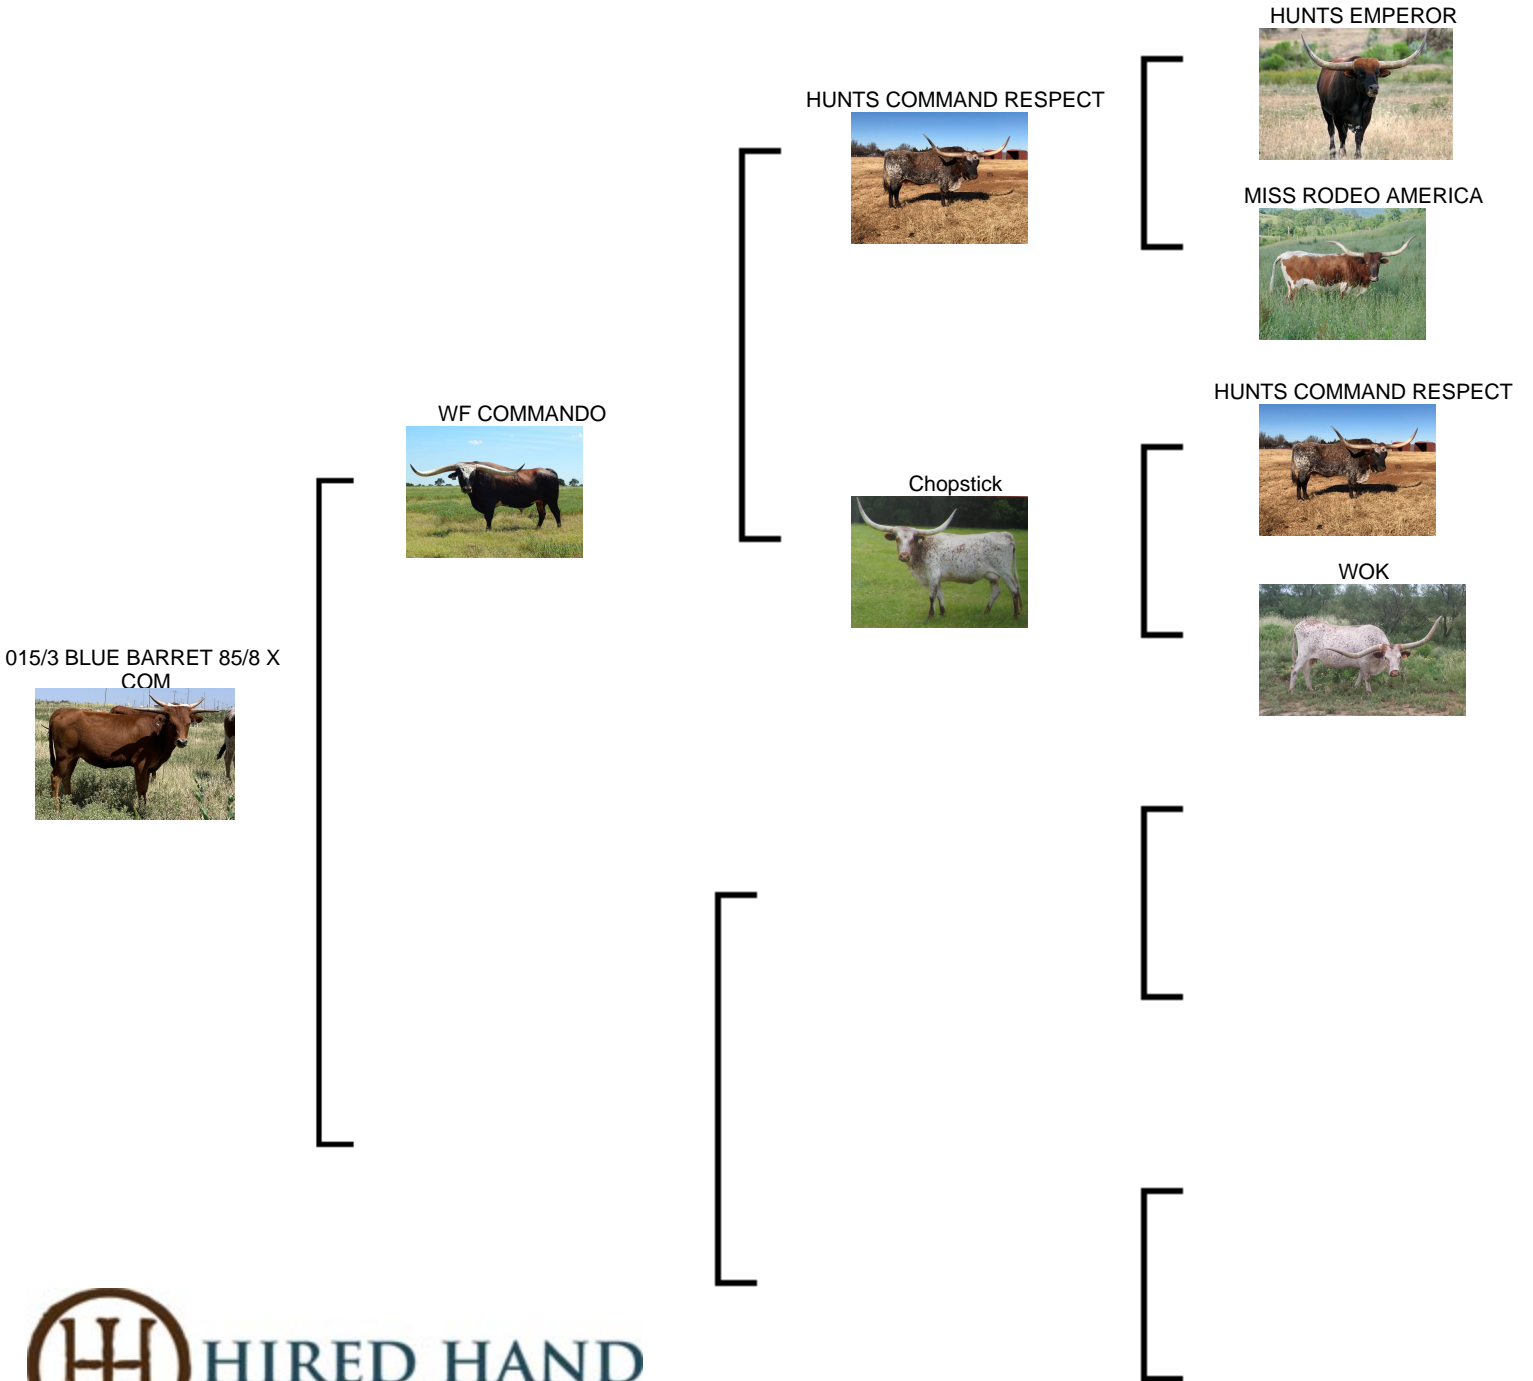 HUNTS EMPEROR
HUNTS COMMAND RESPECT
MISS RODEO AMERICA
HUNTS COMMAND RESPECT
WF COMMANDO
Chopstick
WOK
015/3 BLUE BARRET 85/8 X
COM
HIRED HAND